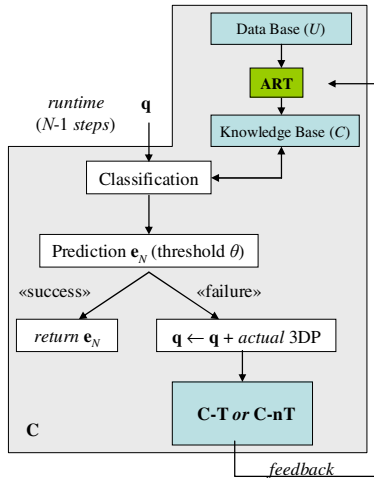 Data Base (U)
ART
runtime
(N-1 steps)
q
Knowledge Base (C)
Classification
Prediction e_N (threshold θ)
«success»
«failure»
return e_N
q ← q + actual 3DP
C-T or C-nT
C
feedback